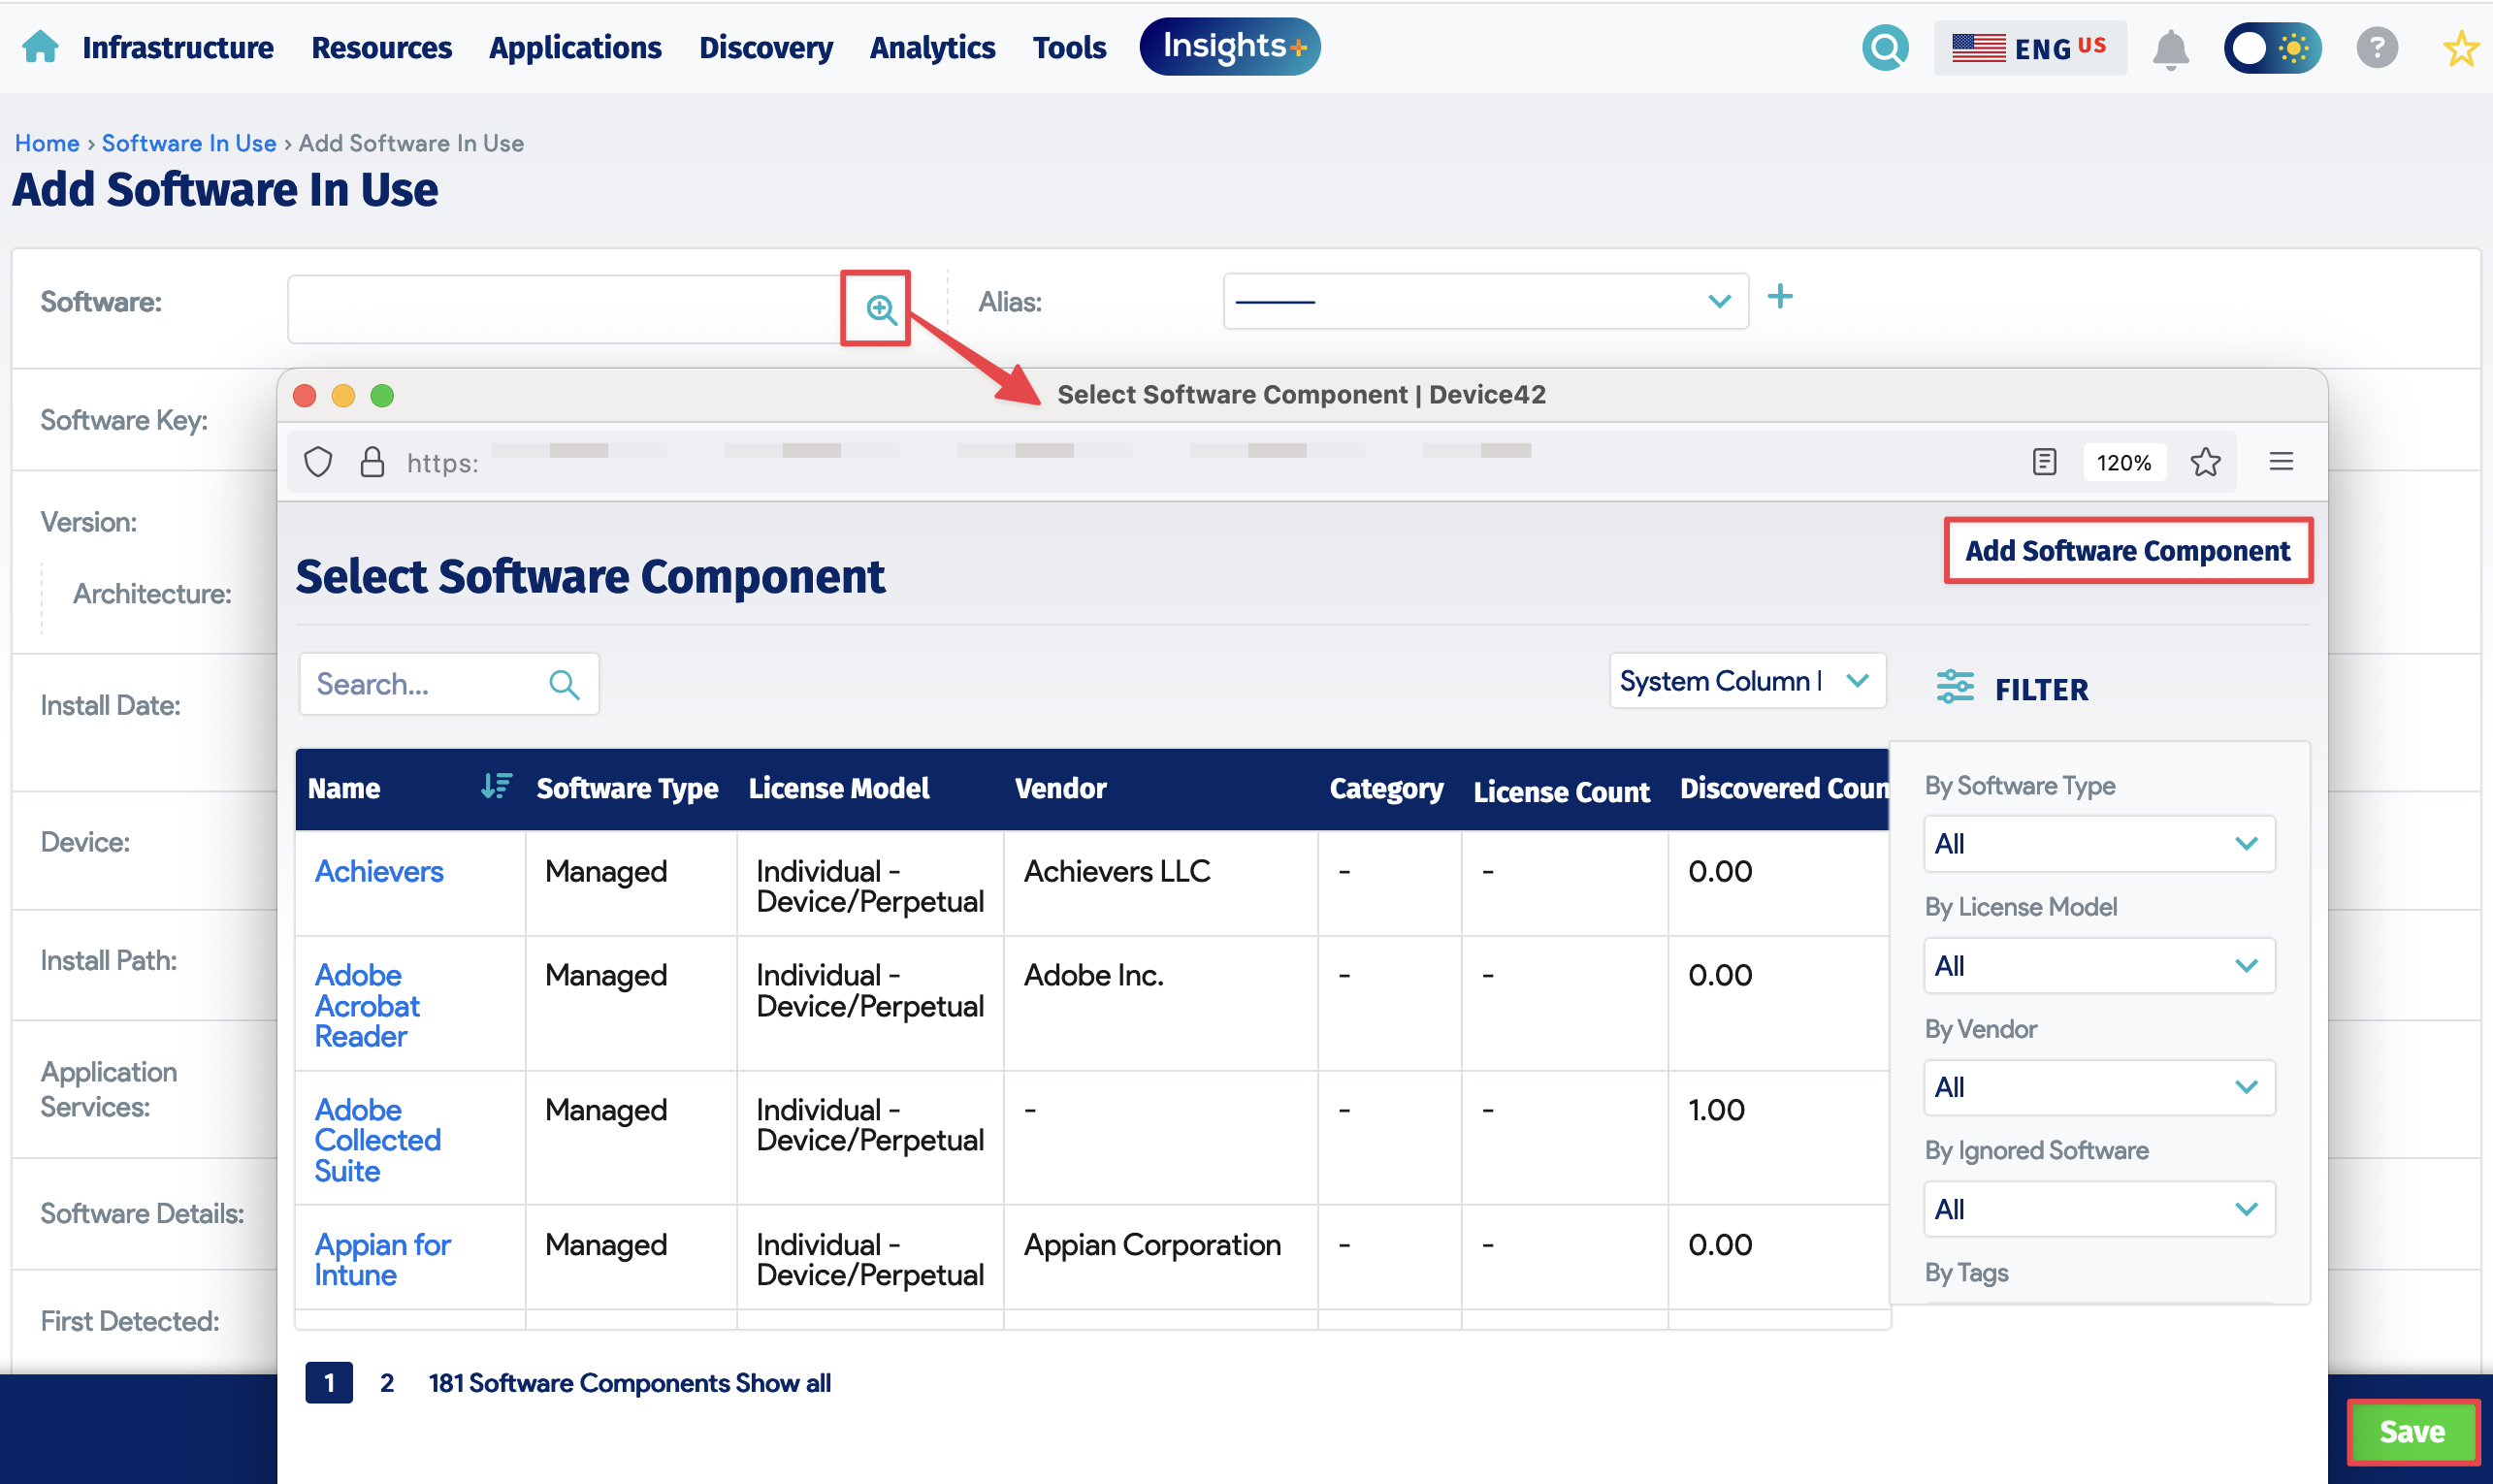 Infrastructure Resources Applications Discovery Analytics Tools Insights+ ENG US ?
Home › Software In Use › Add Software In Use
Add Software In Use
Software:
Alias:
Software Key:
Version:
Architecture:
Install Date:
Device:
Install Path:
Application
Services:
Software Details:
First Detected:
Select Software Component | Device42
https:
120%
Add Software Component
Select Software Component
Search...
System Column
FILTER
Name Software Type License Model Vendor Category License Count Discovered Coun
Achievers Managed Individual - Achievers LLC - - 0.00
Device/Perpetual
Adobe Managed Individual - Adobe Inc. - - 0.00
Acrobat Device/Perpetual
Reader
Adobe Managed Individual - - - - 1.00
Collected Device/Perpetual
Suite
Appian for Managed Individual - Appian Corporation - - 0.00
Intune Device/Perpetual
By Software Type
All
By License Model
All
By Vendor
All
By Ignored Software
All
By Tags
1 2 181 Software Components Show all
Save